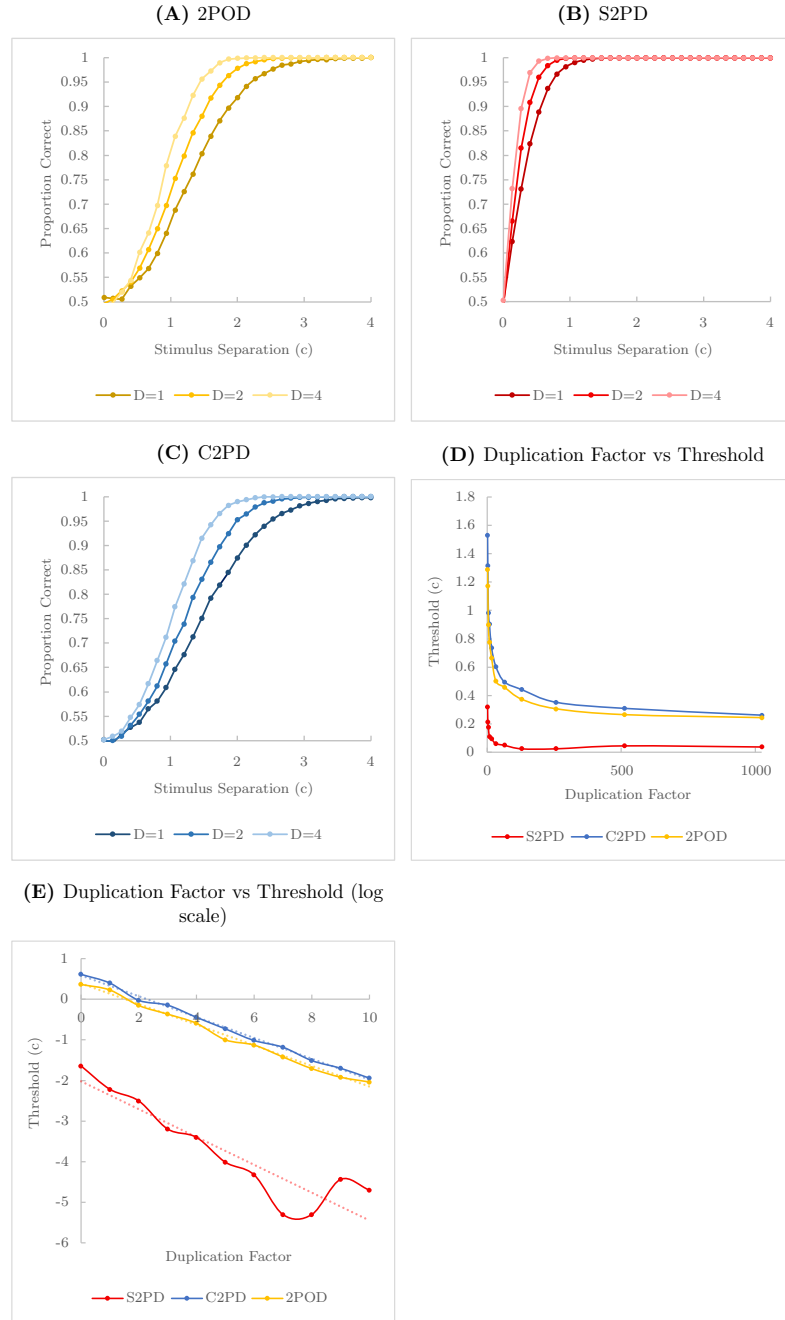 (A) 2POD
1
0.95
0.9
0.85
0.8
0.75
0.7
0.65
0.6
0.55
0.5
Proportion Correct
0 1 2 3 4
Stimulus Separation (c)
D=1 D=2 D=4
(B) S2PD
1
0.95
0.9
0.85
0.8
0.75
0.7
0.65
0.6
0.55
0.5
Proportion Correct
0 1 2 3 4
Stimulus Separation (c)
D=1 D=2 D=4
(C) C2PD
1
0.95
0.9
0.85
0.8
0.75
0.7
0.65
0.6
0.55
0.5
Proportion Correct
0 1 2 3 4
Stimulus Separation (c)
D=1 D=2 D=4
(D) Duplication Factor vs Threshold
1.8
1.6
1.4
1.2
1
0.8
0.6
0.4
0.2
0
Threshold (c)
0 500 1000
Duplication Factor
S2PD C2PD 2POD
(E) Duplication Factor vs Threshold (log
scale)
1
0
-1
-2
-3
-4
-5
-6
Threshold (c)
0 2 4 6 8 10
Duplication Factor
S2PD C2PD 2POD